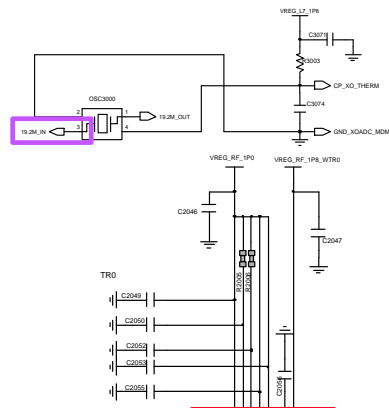 VREG_L7_1P8
C3071
R3003
OSC3000
CP_XO_THERM
2
1
19.2M_OUT
C3074
19.2M_IN
3
4
GND_XOADC_MDM
VREG_RF_1P0
VREG_RF_1P8_WTR0
C2046
C2047
R2005
R2006
TR0
C2049
C2050
C2052
C2053
C2056
C2055